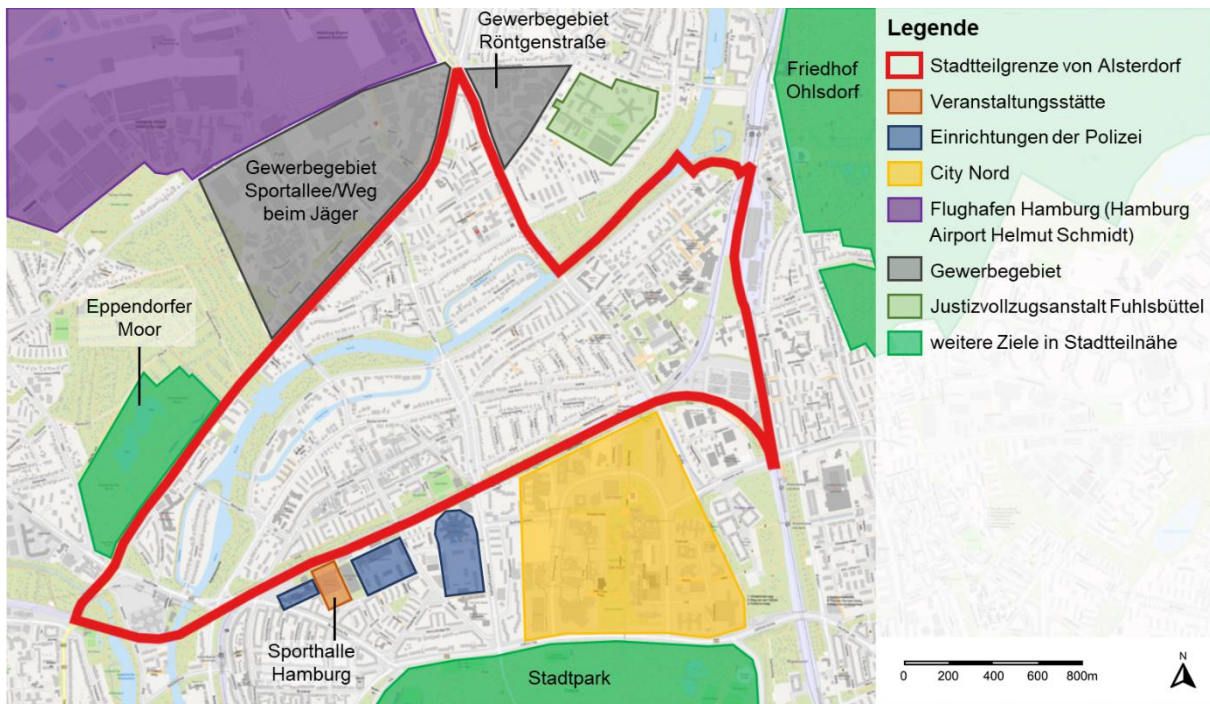 Gewerbegebiet
Röntgenstraße
Friedhof
Ohlsdorf
Gewerbegebiet
Sportallee/Weg
beim Jäger
Eppendorfer
Moor
Sporthalle
Hamburg
Stadtpark
Legende
Stadtteilgrenze von Alsterdorf
Veranstaltungsstätte
Einrichtungen der Polizei
City Nord
Flughafen Hamburg (Hamburg
Airport Helmut Schmidt)
Gewerbegebiet
Justizvollzugsanstalt Fuhlsbüttel
weitere Ziele in Stadtteilnähe
0 200 400 600 800m
N